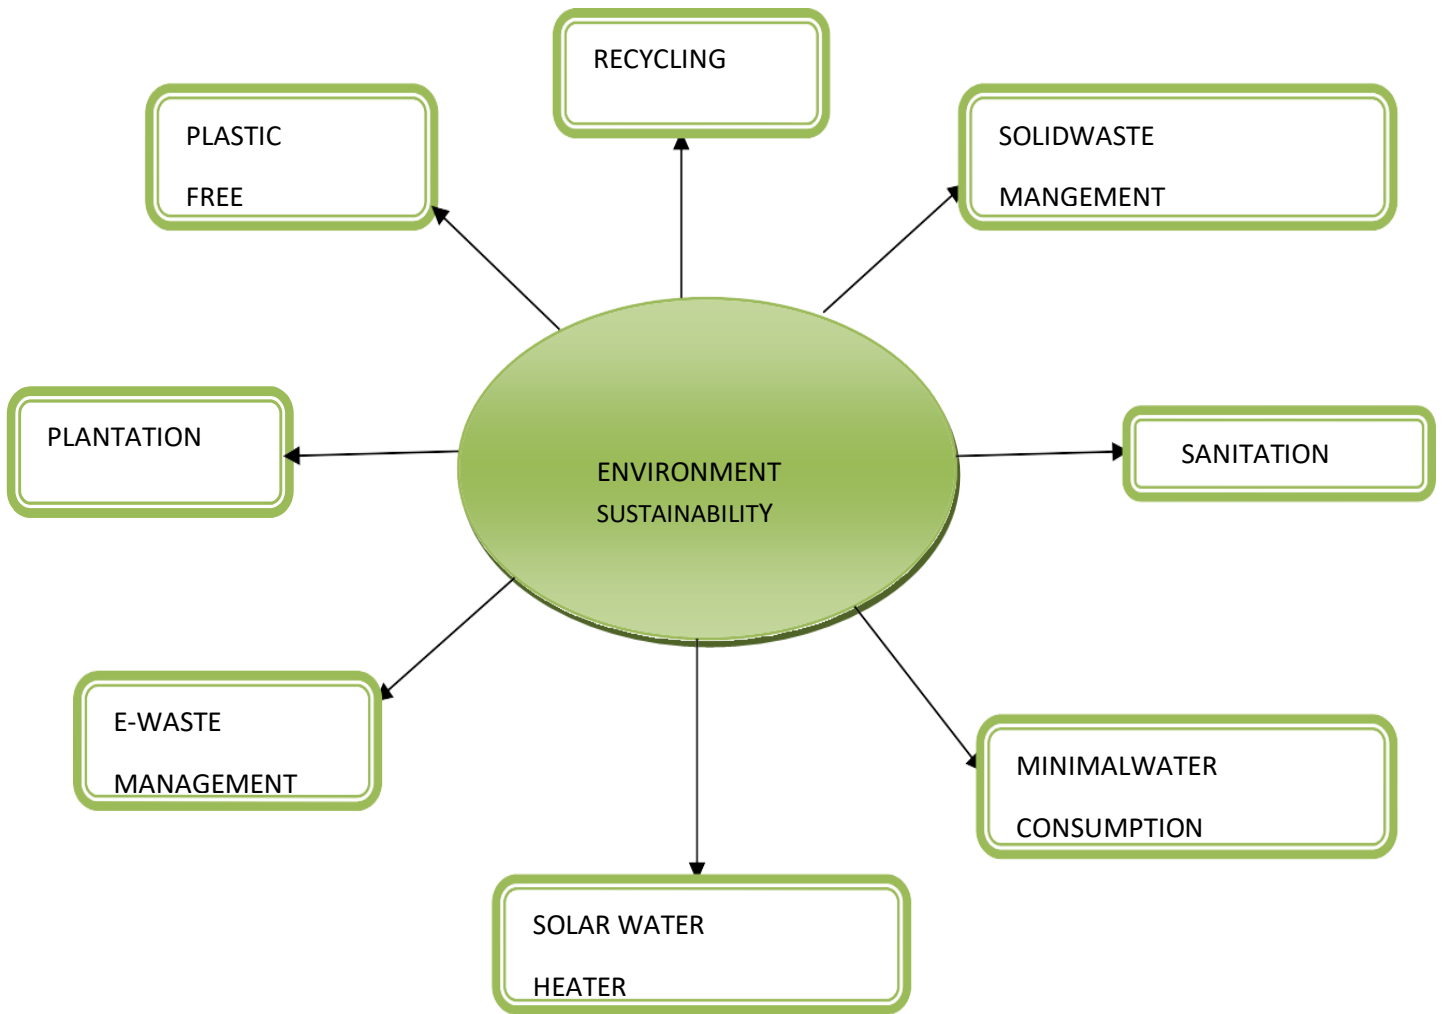 RECYCLING
PLASTIC
FREE
SOLIDWASTE
MANGEMENT
PLANTATION
ENVIRONMENT
SUSTAINABILITY
SANITATION
E-WASTE
MANAGEMENT
MINIMALWATER
CONSUMPTION
SOLAR WATER
HEATER